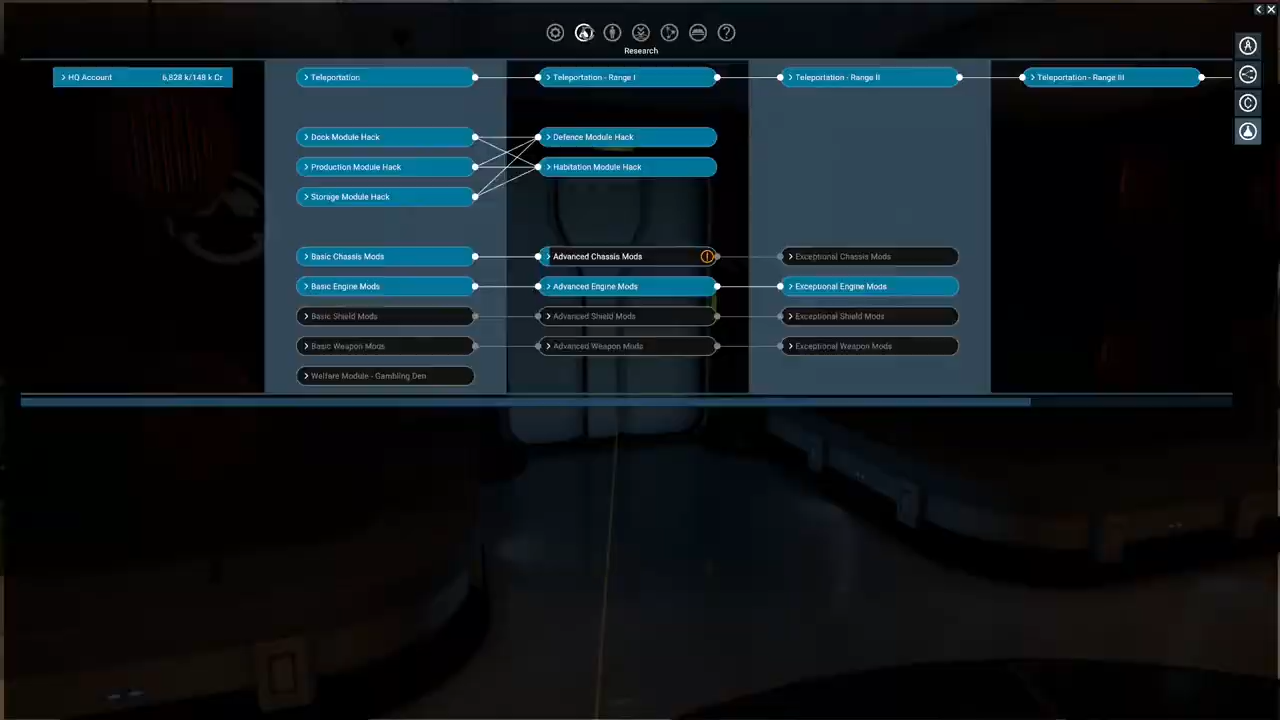 Research
HQ Account 6,828 k/148 k Cr
Teleportation
Teleportation - Range I
Teleportation - Range II
Teleportation - Range III
Dock Module Hack
Defence Module Hack
Production Module Hack
Habitation Module Hack
Storage Module Hack
Basic Chassis Mods
Advanced Chassis Mods
Exceptional Chassis Mods
Basic Engine Mods
Advanced Engine Mods
Exceptional Engine Mods
Basic Shield Mods
Advanced Shield Mods
Exceptional Shield Mods
Basic Weapon Mods
Advanced Weapon Mods
Exceptional Weapon Mods
Welfare Module - Gambling Den